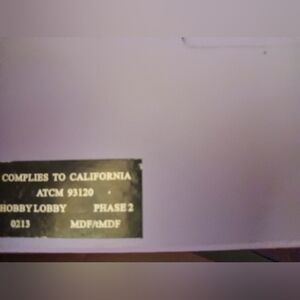 COMPLIES TO CALIFORNIA
ATCM 93120
HOBBY LOBBY PHASE 2
0213 MDF/tMDF